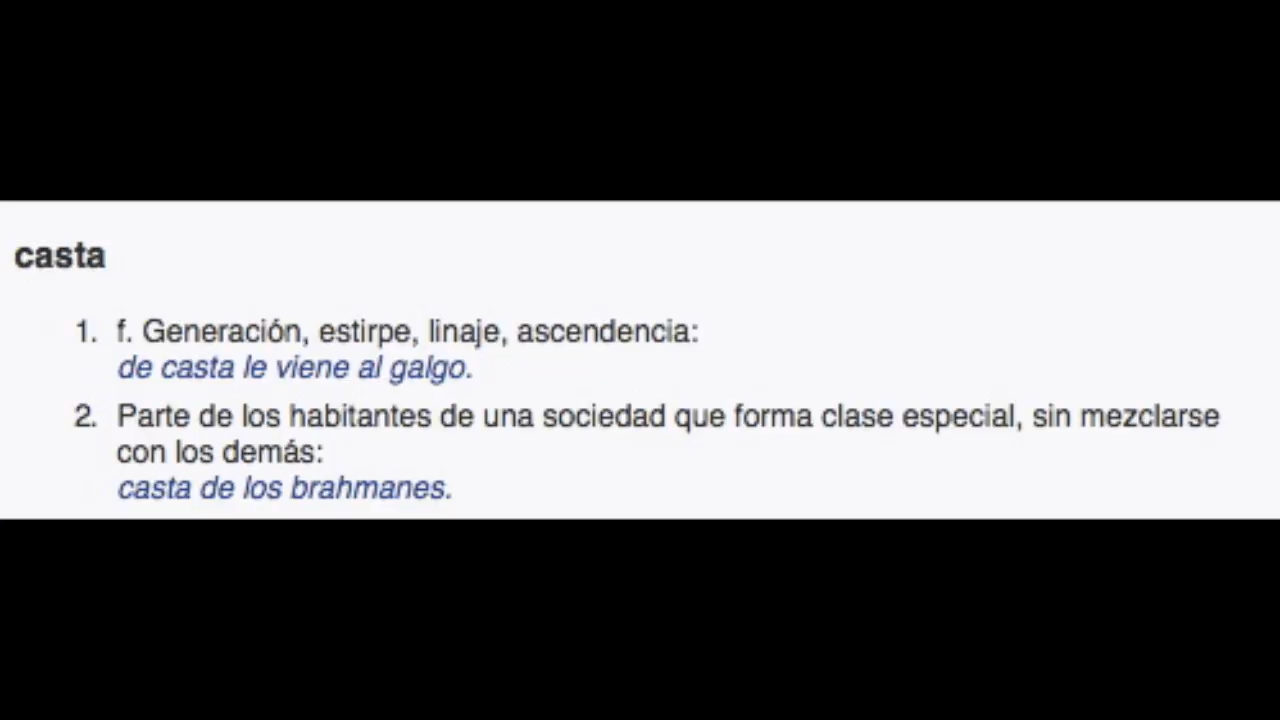 casta
1. f. Generación, estirpe, linaje, ascendencia:
de casta le viene al galgo.
2. Parte de los habitantes de una sociedad que forma clase especial, sin mezclarse
con los demás:
casta de los brahmanes.